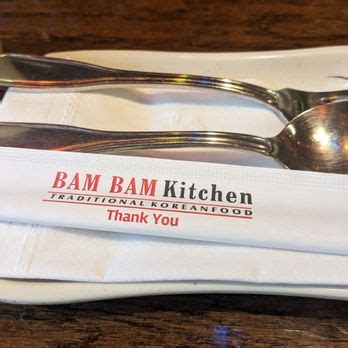 BAM BAM Kitchen
TRADITIONAL KOREANFOOD
Thank You